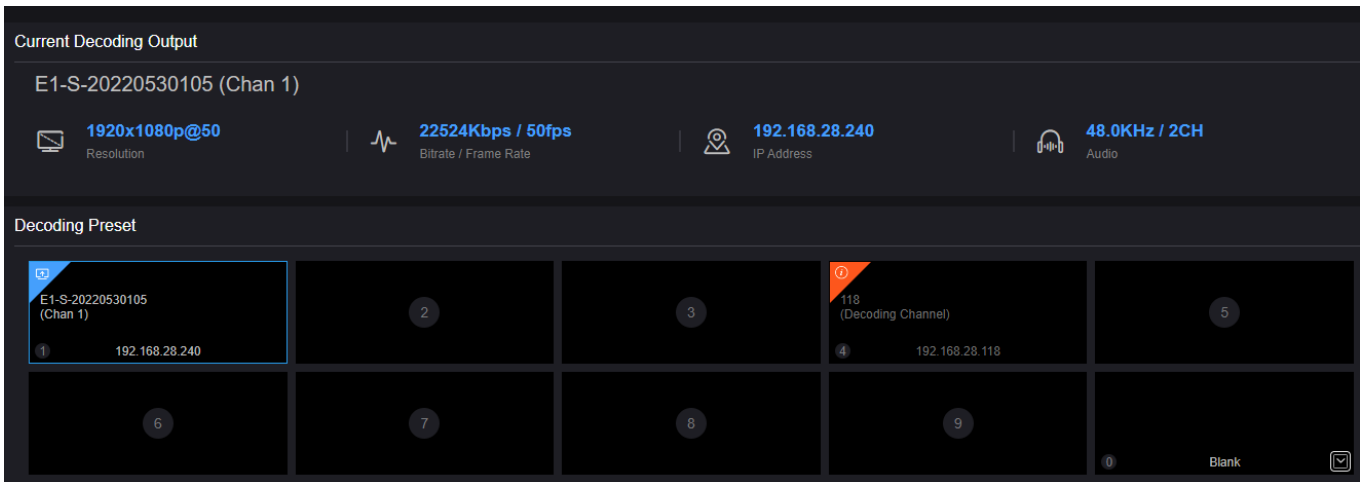 Current Decoding Output
E1-S-20220530105 (Chan 1)
1920x1080p@50
Resolution
22524Kbps / 50fps
Bitrate / Frame Rate
192.168.28.240
IP Address
48.0KHz / 2CH
Audio
Decoding Preset
E1-S-20220530105
(Chan 1)
1
192.168.28.240
2
3
118
(Decoding Channel)
4
192.168.28.118
5
6
7
8
9
0
Blank